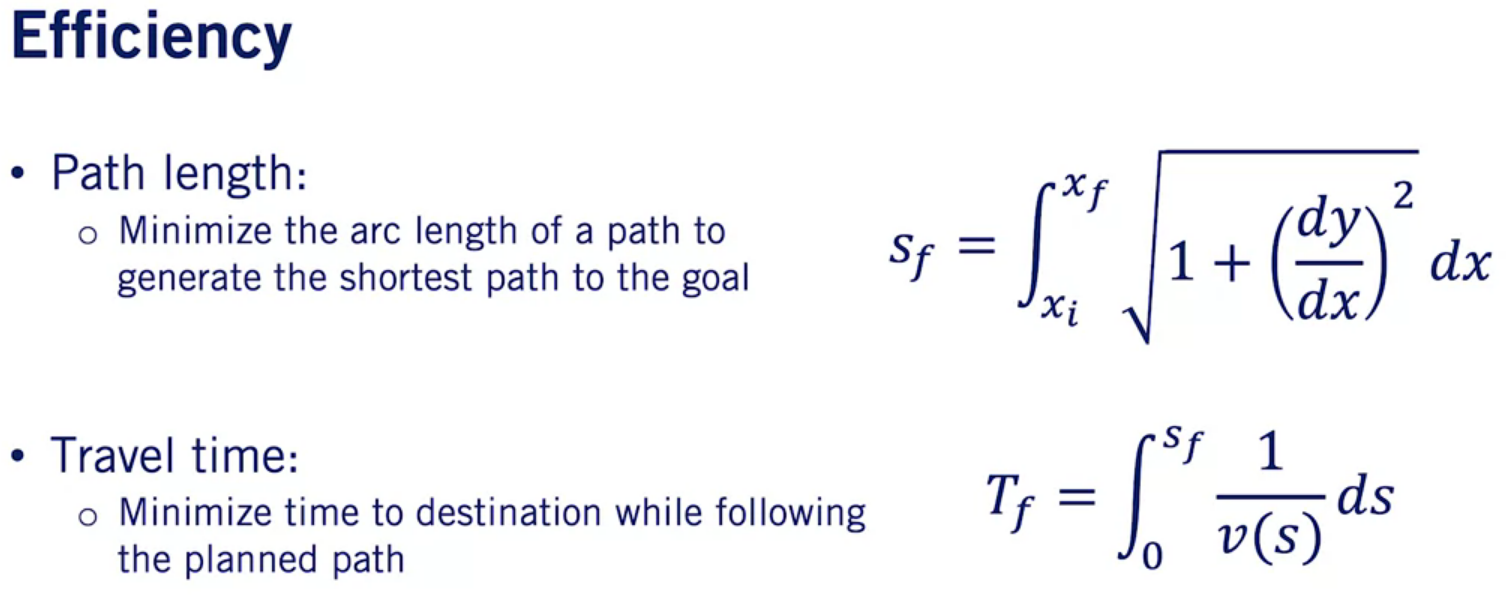 Efficiency
• Path length:
○ Minimize the arc length of a path to
generate the shortest path to the goal
$s_f = \int_{x_i}^{x_f} \sqrt{1 + \left(\frac{dy}{dx}\right)^2} \, dx$
• Travel time:
○ Minimize time to destination while following
the planned path
$T_f = \int_{0}^{s_f} \frac{1}{v(s)} ds$